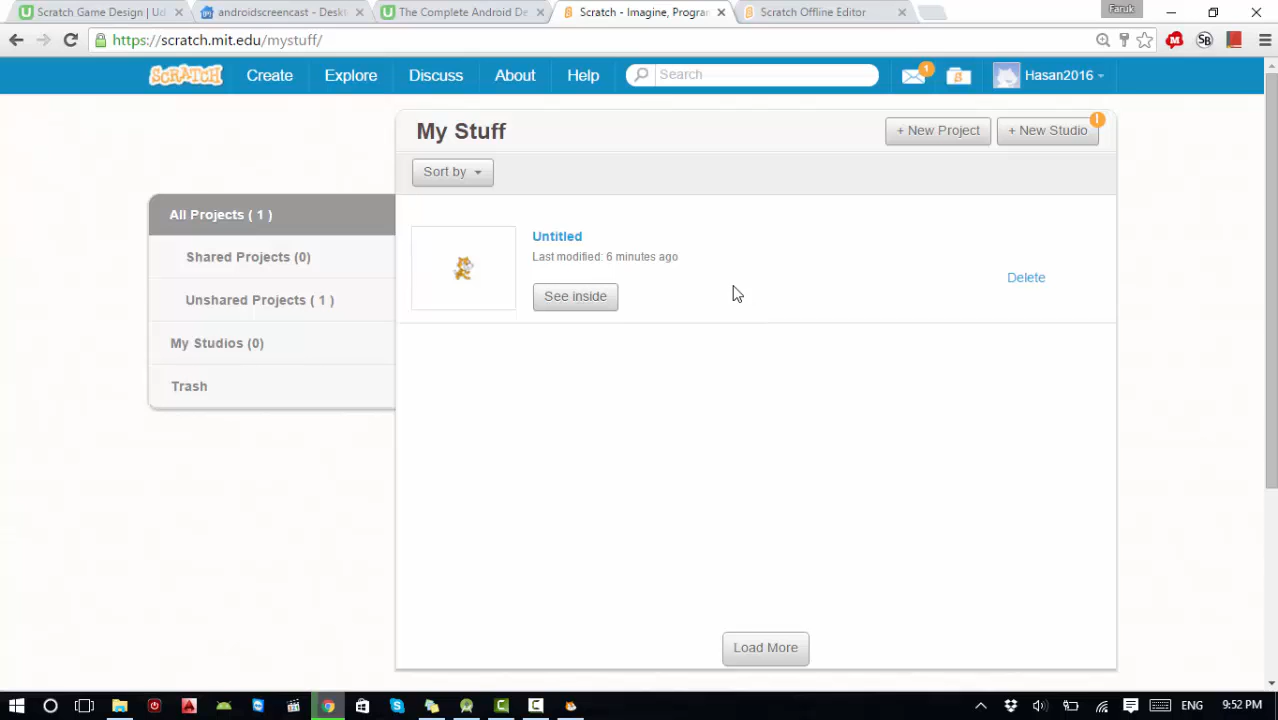 Scratch Game Design | Ud
androidscreencast - Deskt
The Complete Android De
Scratch - Imagine, Progra
Scratch Offline Editor
Faruk
https://scratch.mit.edu/mystuff/
SCRATCH
Create
Explore
Discuss
About
Help
Search
1
Hasan2016
My Stuff
+ New Project
+ New Studio
!
Sort by
All Projects ( 1 )
Shared Projects (0)
Unshared Projects ( 1 )
My Studios (0)
Trash
Untitled
Last modified: 6 minutes ago
See inside
Delete
Load More
ENG
9:52 PM